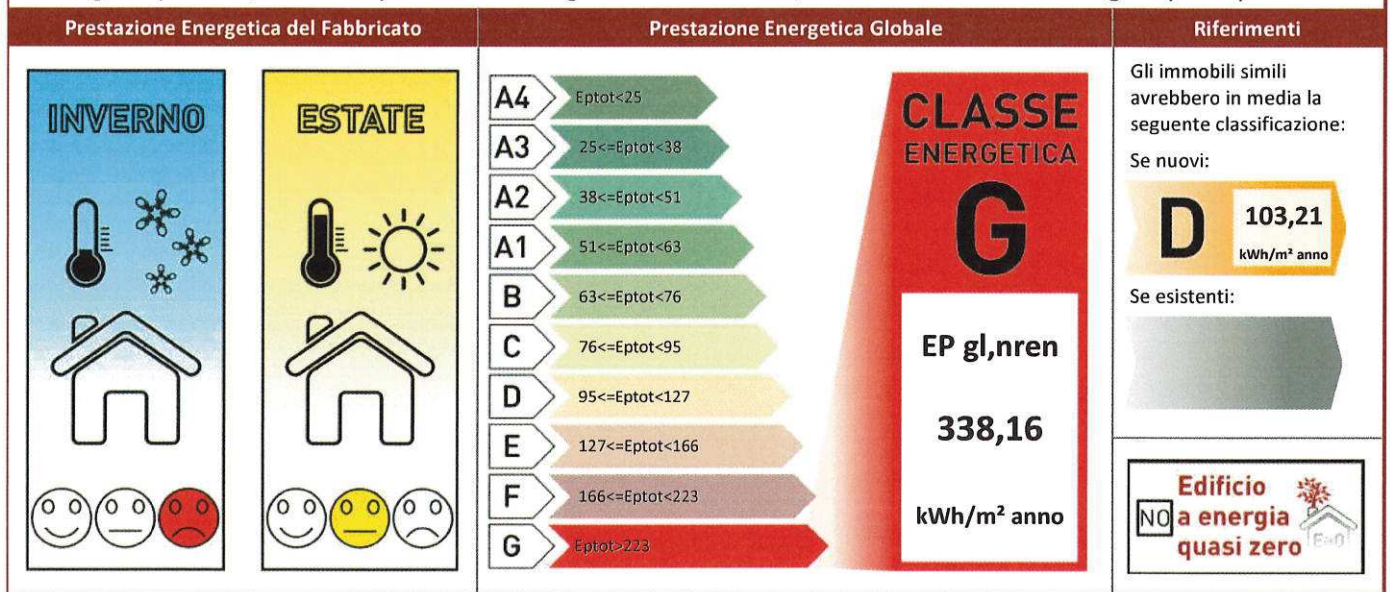 Prestazione Energetica del Fabbricato
Prestazione Energetica Globale
Riferimenti
INVERNO
ESTATE
A4 Eptot<25
A3 25<=Eptot<38
A2 38<=Eptot<51
A1 51<=Eptot<63
B 63<=Eptot<76
C 76<=Eptot<95
D 95<=Eptot<127
E 127<=Eptot<166
F 166<=Eptot<223
G Eptot>223
CLASSE
ENERGETICA
G
EP gl,nren
338,16
kWh/m² anno
Gli immobili simili
avrebbero in media la
seguente classificazione:
Se nuovi:
D 103,21
kWh/m² anno
Se esistenti:
Edificio
NO a energia
quasi zero E=0